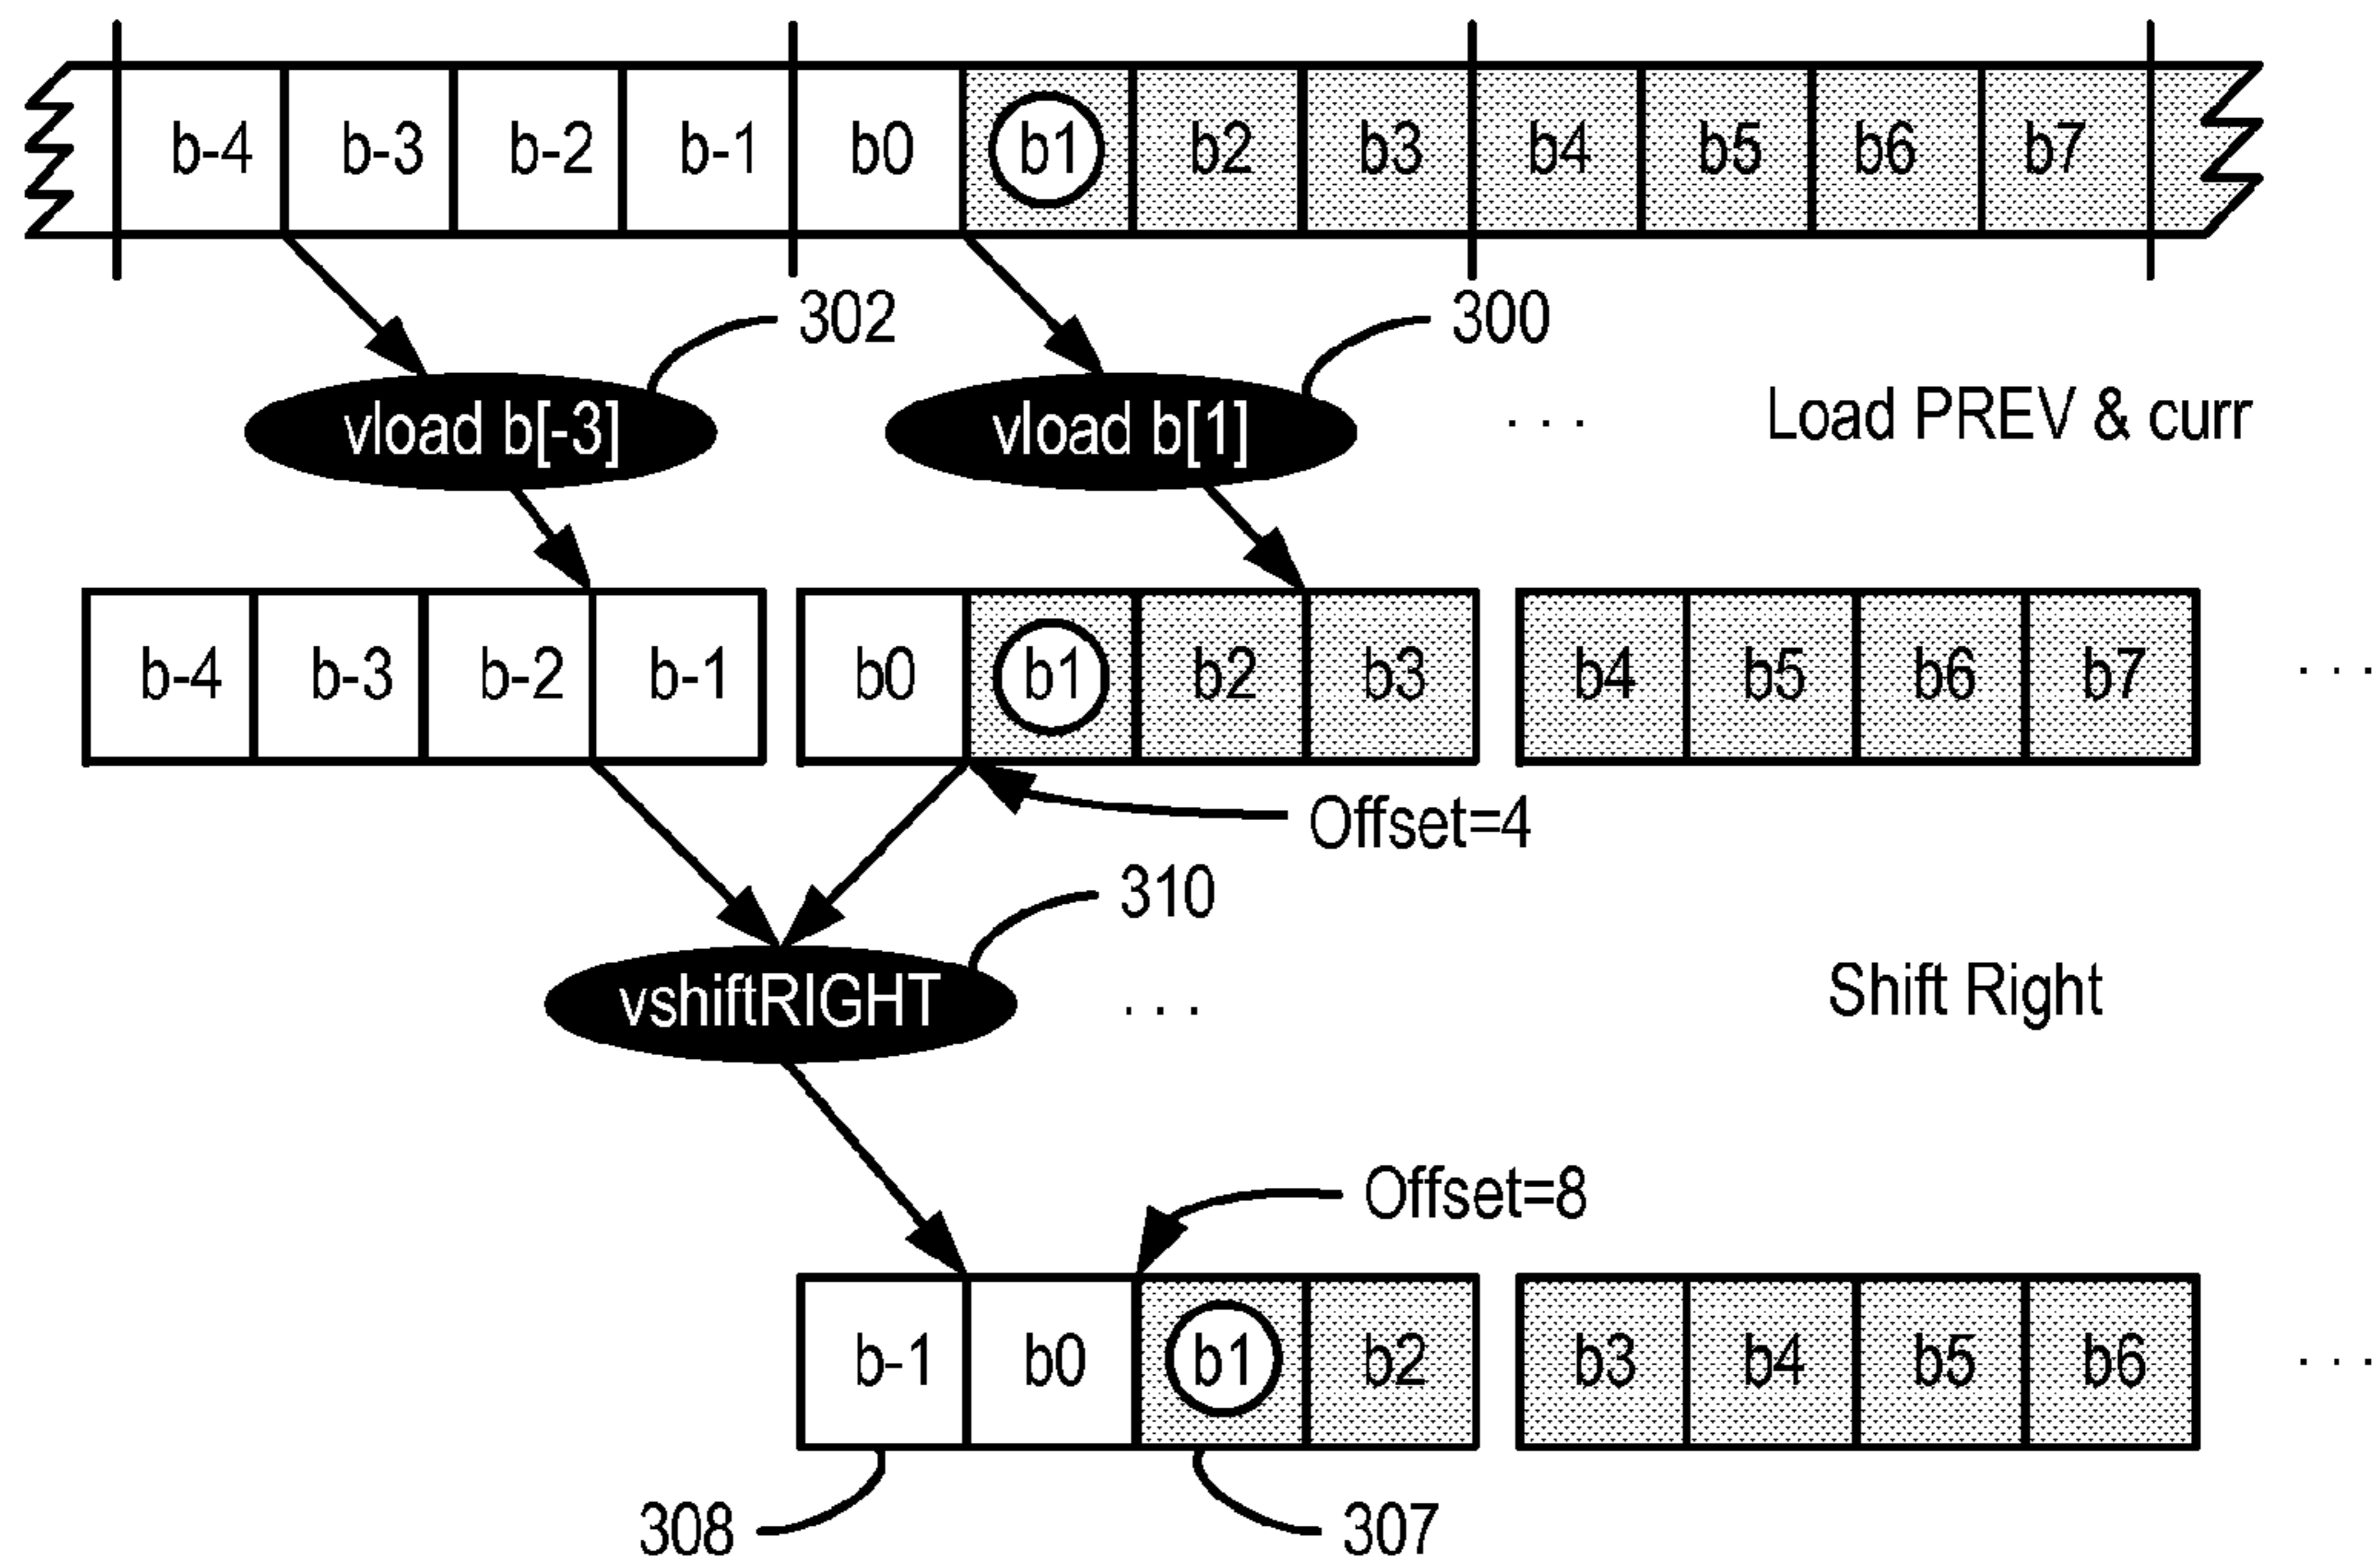 b-4 b-3 b-2 b-1 b0 b1 b2 b3 b4 b5 b6 b7
302 300
vload b[-3] vload b[1] . . . Load PREV & curr
b-4 b-3 b-2 b-1 b0 b1 b2 b3 b4 b5 b6 b7 . . .
Offset=4
310
vshiftRIGHT . . . Shift Right
Offset=8
b-1 b0 b1 b2 b3 b4 b5 b6 . . .
308 307